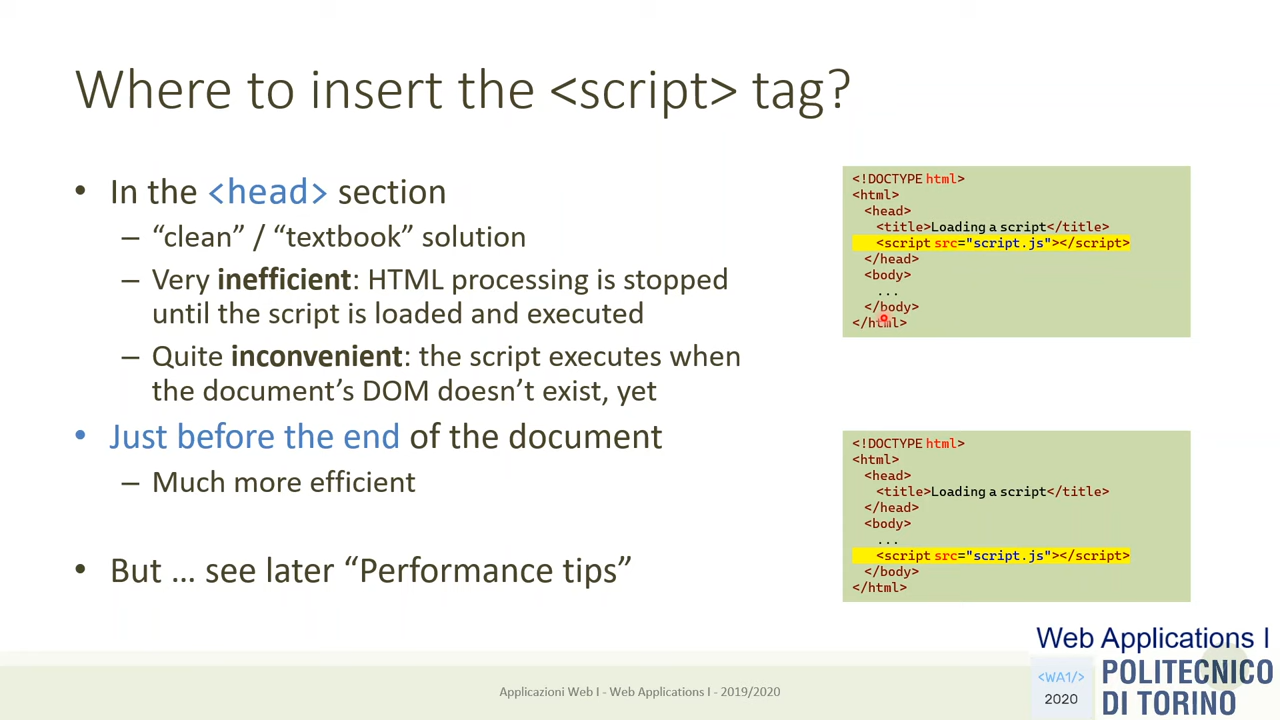 Where to insert the <script> tag?
• In the <head> section
– “clean” / “textbook” solution
– Very inefficient: HTML processing is stopped
until the script is loaded and executed
– Quite inconvenient: the script executes when
the document’s DOM doesn’t exist, yet
• Just before the end of the document
– Much more efficient
• But … see later “Performance tips”
<!DOCTYPE html>
<html>
<head>
<title>Loading a script</title>
<script src="script.js"></script>
</head>
<body>
...
</body>
</html>
<!DOCTYPE html>
<html>
<head>
<title>Loading a script</title>
</head>
<body>
...
<script src="script.js"></script>
</body>
</html>
Applicazioni Web I - Web Applications I - 2019/2020
Web Applications I
<WA1/>
2020
POLITECNICO
DI TORINO